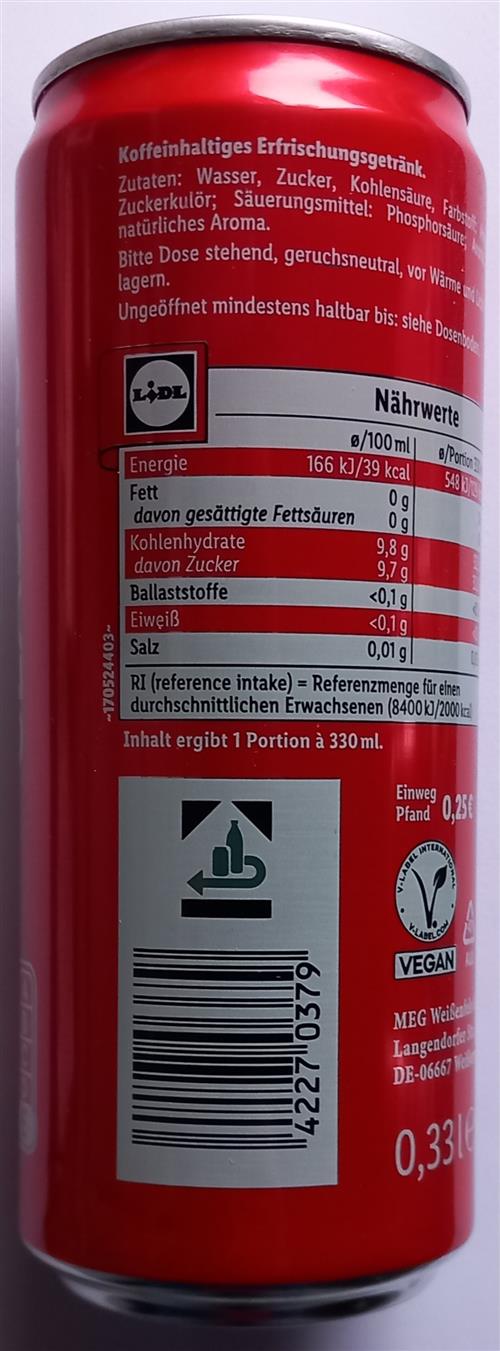 Koffeinhaltiges Erfrischungsgetränk.
Zutaten: Wasser, Zucker, Kohlensäure, Farbstoff:
Zuckerkulör; Säuerungsmittel: Phosphorsäure;
natürliches Aroma.
Bitte Dose stehend, geruchsneutral, vor Wärme und
lagern.
Ungeöffnet mindestens haltbar bis: siehe Dosenboden.
LIDL
Nährwerte
ø/100 ml ø/Portion
Energie 166 kJ/39 kcal 548 kJ
Fett 0 g
davon gesättigte Fettsäuren 0 g
Kohlenhydrate 9,8 g
davon Zucker 9,7 g
Ballaststoffe <0,1 g
Eiweiß <0,1 g
Salz 0,01 g
RI (reference intake) = Referenzmenge für einen
durchschnittlichen Erwachsenen (8400 kJ/2000 kcal)
~170524403~
Inhalt ergibt 1 Portion à 330 ml.
Einweg
Pfand 0,25 €
V-LABEL INTERNATIONAL
V-LABEL.COM
VEGAN
4227 0379
MEG
Langendorfer
DE-06667
0,33 l e